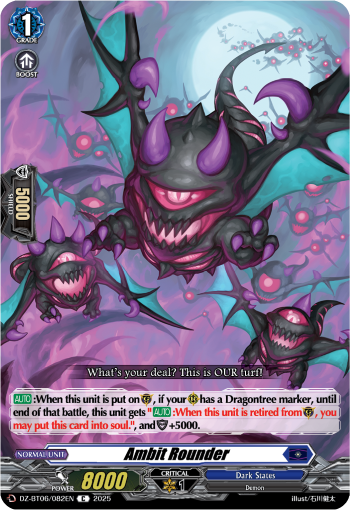 1
GRADE
BOOST
5000
SHIELD
What's your deal? This is OUR turf!
AUTO:When this unit is put on G, if your V has a Dragontree marker, until
end of that battle, this unit gets "AUTO:When this unit is retired from G, you
may put this card into soul.", and +5000.
NORMAL UNIT
Ambit Rounder
POWER 8000
CRITICAL
1
Dark States
Demon
DZ-BT06/082EN C 2025
illust/石川健太